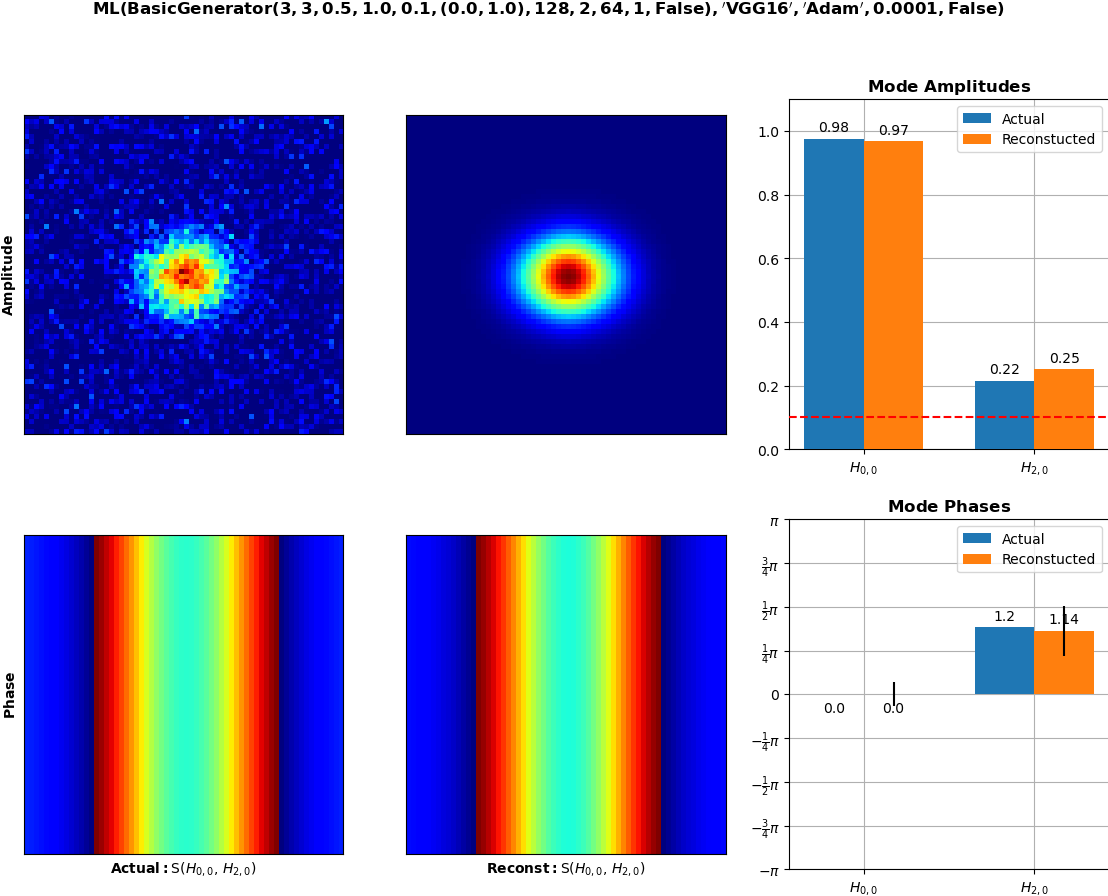 ML(BasicGenerator(3, 3, 0.5, 1.0, 0.1, (0.0, 1.0), 128, 2, 64, 1, False), ′VGG16′, ′Adam′, 0.0001, False)
Mode Amplitudes
Actual
Reconstucted
0.98
0.97
0.22
0.25
1.0
0.8
0.6
0.4
0.2
0.0
H0, 0
H2, 0
Amplitude
Mode Phases
Actual
Reconstucted
π
3/4π
1/2π
1/4π
0
−1/4π
−1/2π
−3/4π
−π
0.0
0.0
1.2
1.14
H0, 0
H2, 0
Phase
Actual: S(H0, 0, H2, 0)
Reconst: S(H0, 0, H2, 0)